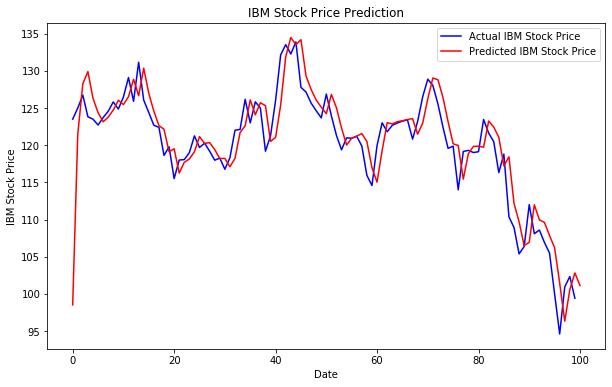 IBM Stock Price Prediction
Actual IBM Stock Price
Predicted IBM Stock Price
IBM Stock Price
135
130
125
120
115
110
105
100
95
0 20 40 60 80 100
Date